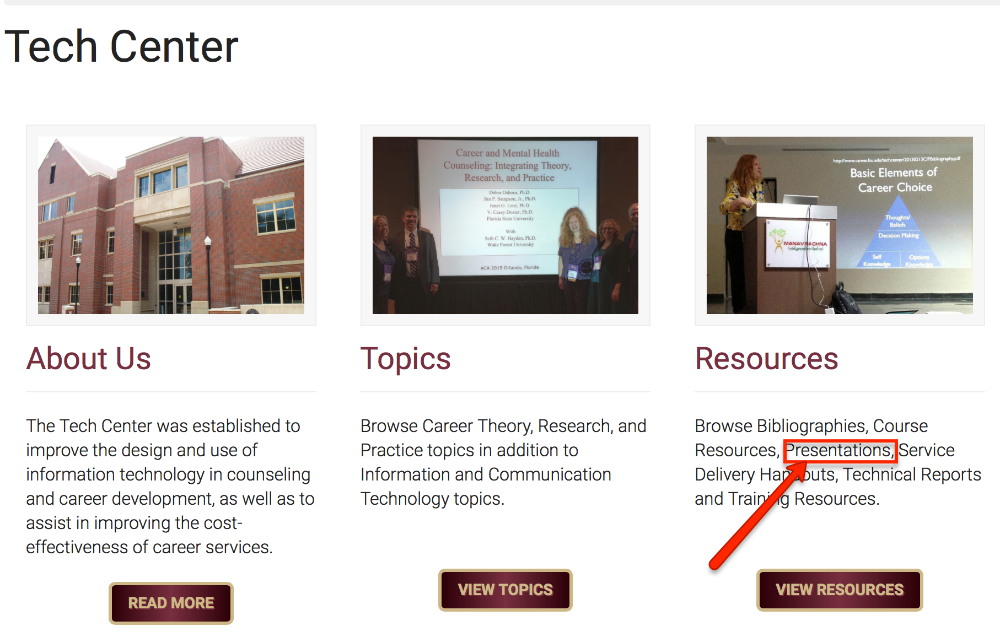 Tech Center
Career and Mental Health
Counseling: Integrating Theory,
Research, and Practice
Debra Osborn, Ph.D.
Jim P. Sampson, Jr., Ph.D.
Janet G. Lenz, Ph.D.
V. Casey Dozier, Ph.D.
Florida State University
With
Seth C. W. Hayden, Ph.D.
Wake Forest University
ACA 2015 Orlando, Florida
http://www.career.fsu.edu/techcenter/20130213CIPBibliography.pdf
Basic Elements of
Career Choice
Thoughts/
Beliefs
Decision Making
Self
Knowledge
Options
Knowledge
MANAV RACHNA
About Us
The Tech Center was established to
improve the design and use of
information technology in counseling
and career development, as well as to
assist in improving the cost-
effectiveness of career services.
READ MORE
Topics
Browse Career Theory, Research, and
Practice topics in addition to
Information and Communication
Technology topics.
VIEW TOPICS
Resources
Browse Bibliographies, Course
Resources, Presentations, Service
Delivery Handouts, Technical Reports
and Training Resources.
VIEW RESOURCES